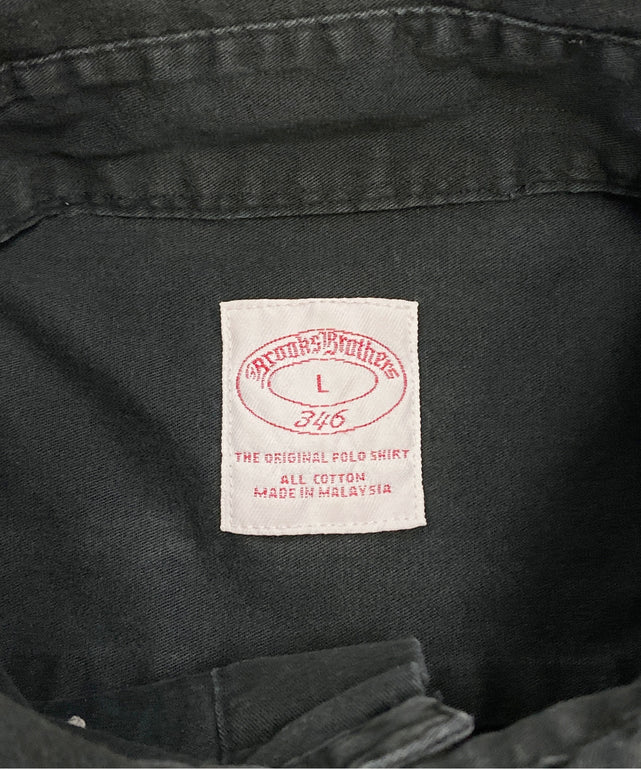 Brooks Brothers
L
346
THE ORIGINAL POLO SHIRT
ALL COTTON
MADE IN MALAYSIA